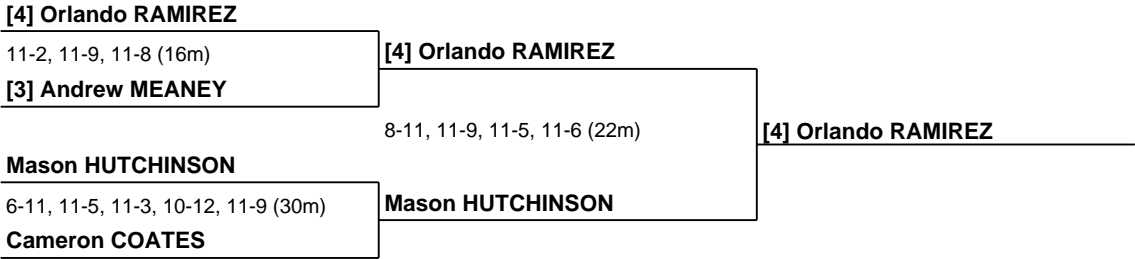 [4] Orlando RAMIREZ
11-2, 11-9, 11-8 (16m)
[4] Orlando RAMIREZ
[3] Andrew MEANEY
8-11, 11-9, 11-5, 11-6 (22m)
[4] Orlando RAMIREZ
Mason HUTCHINSON
6-11, 11-5, 11-3, 10-12, 11-9 (30m)
Mason HUTCHINSON
Cameron COATES